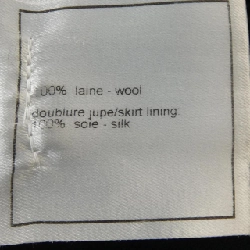 100% laine - wool
doublure jupe/skirt lining:
100% soie - silk